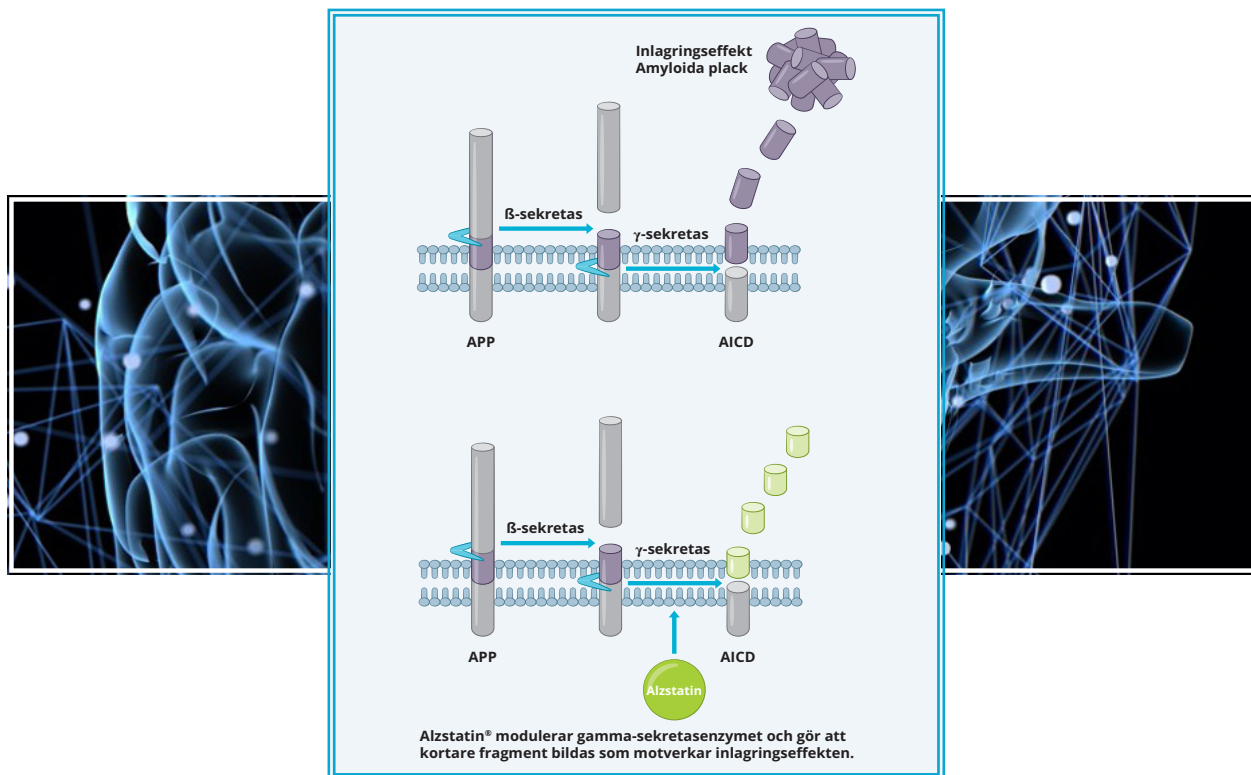 Inlagringseffekt
Amyloida plack
ß-sekretas
γ-sekretas
APP
AICD
ß-sekretas
γ-sekretas
APP
AICD
Alzstatin
Alzstatin® modulerar gamma-sekretasenzymet och gör att
kortare fragment bildas som motverkar inlagringseffekten.